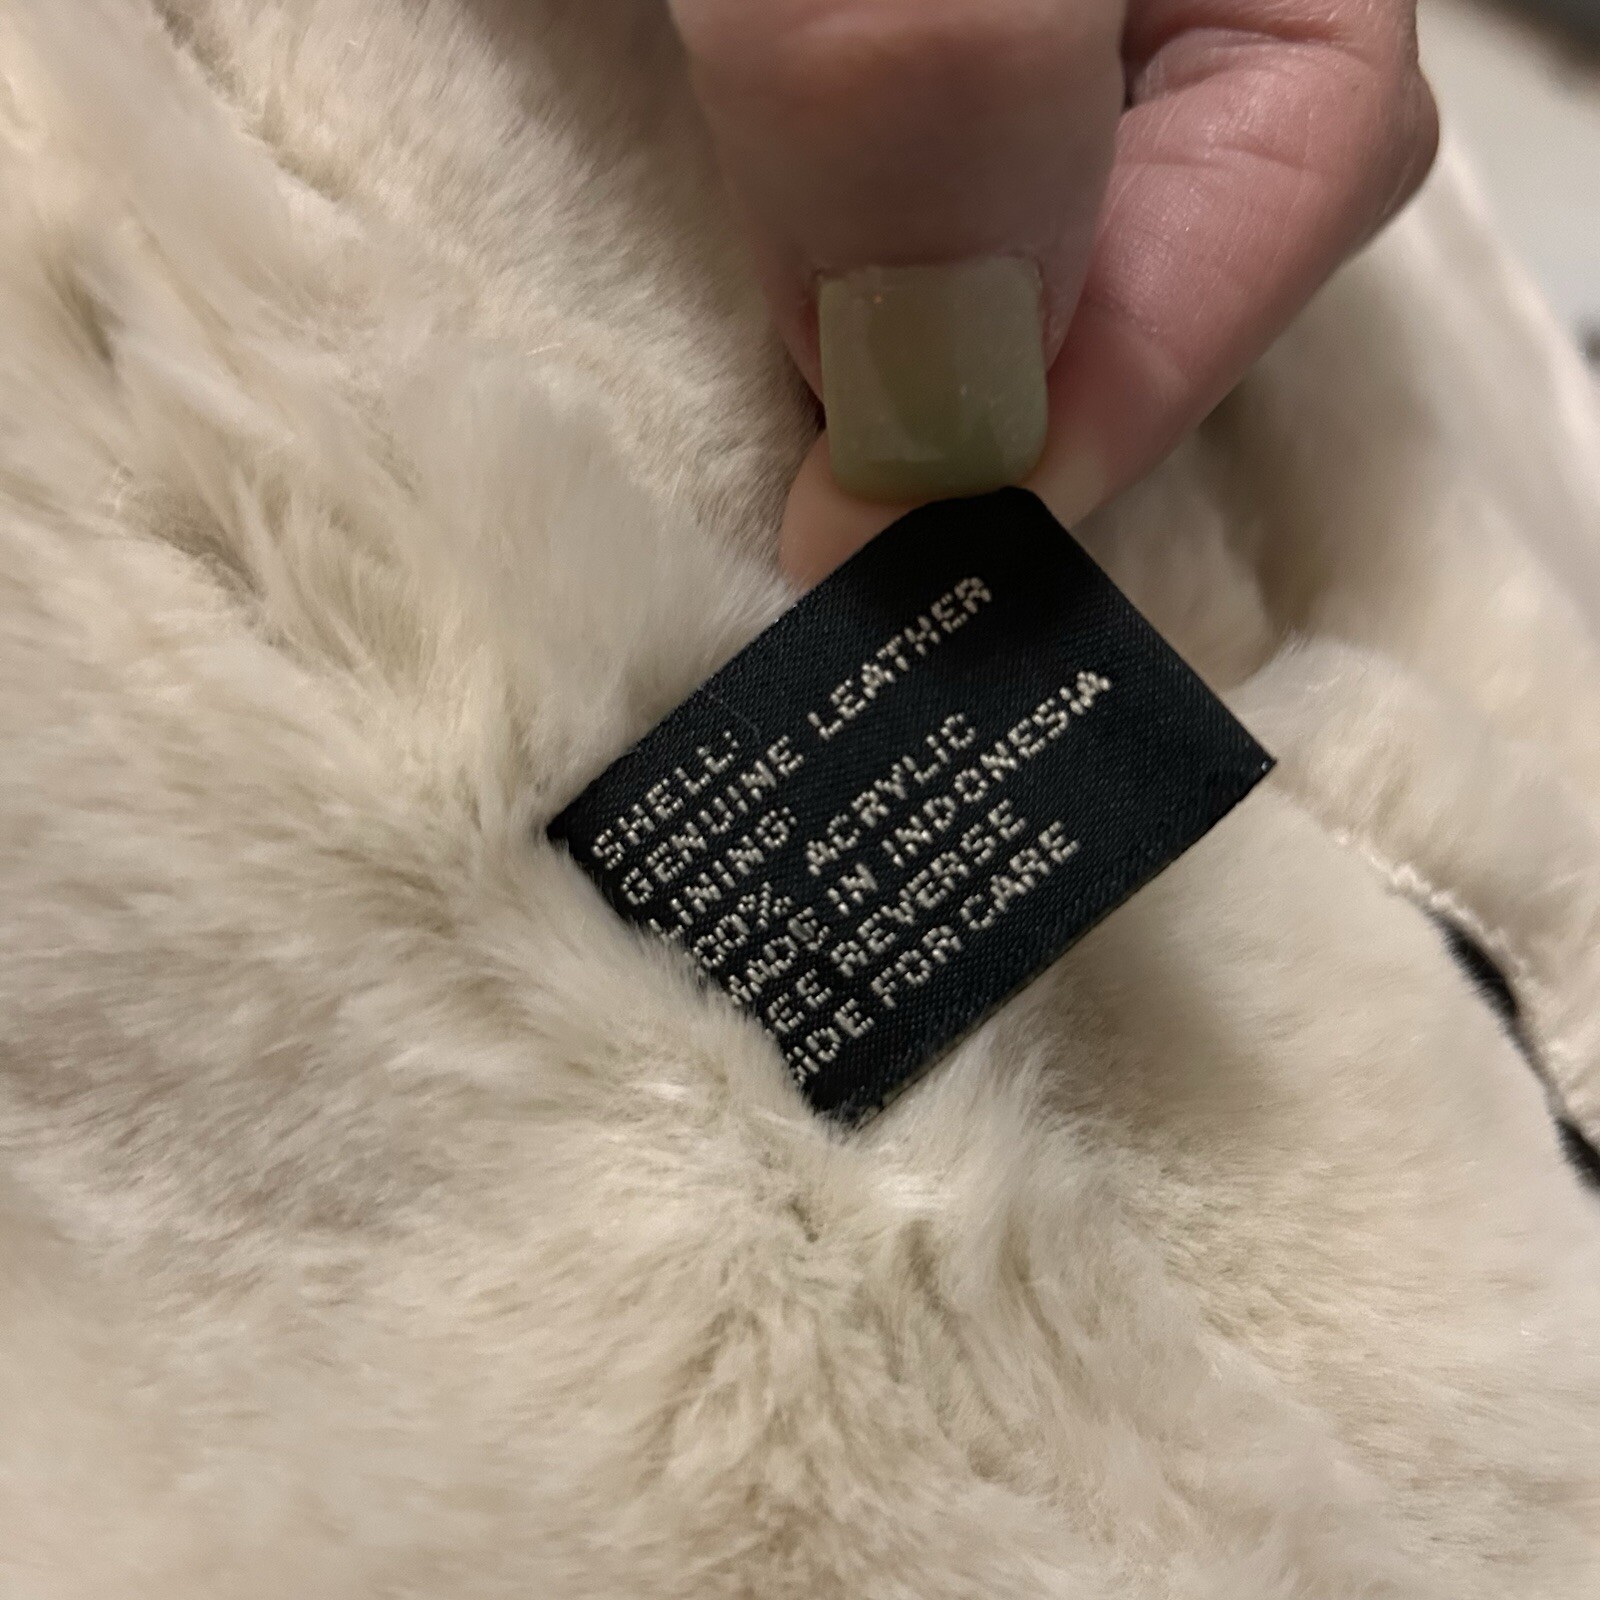 SHELL:
GENUINE LEATHER
LINING:
100% ACRYLIC
MADE IN INDONESIA
SEE REVERSE
SIDE FOR CARE